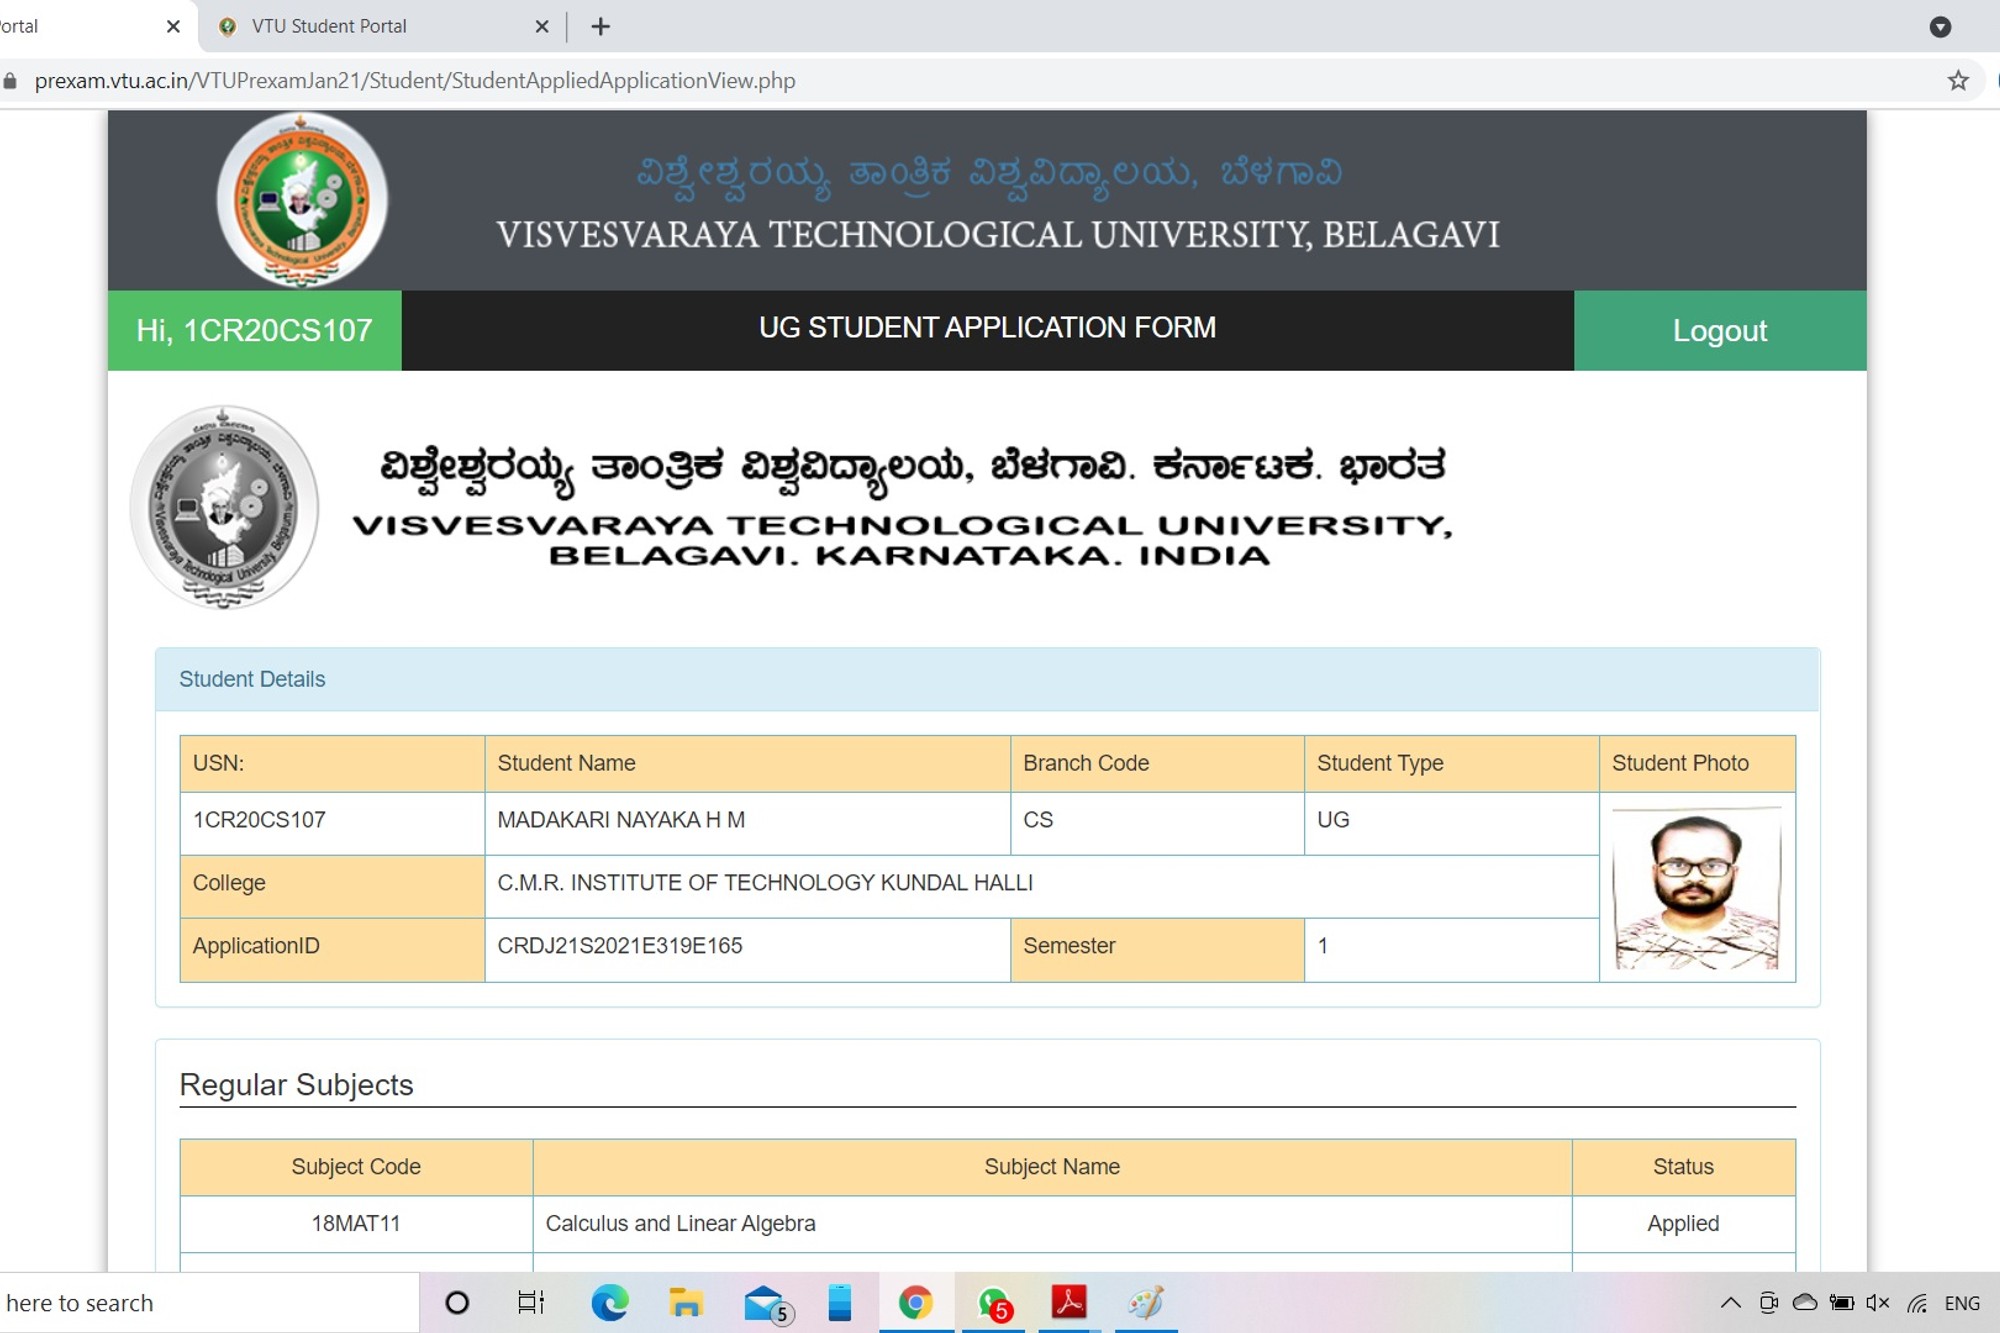 ortal
VTU Student Portal
prexam.vtu.ac.in/VTUPrexamJan21/Student/StudentAppliedApplicationView.php
ವಿಶ್ವೇಶ್ವರಯ್ಯ ತಾಂತ್ರಿಕ ವಿಶ್ವವಿದ್ಯಾಲಯ, ಬೆಳಗಾವಿ
VISVESVARAYA TECHNOLOGICAL UNIVERSITY, BELAGAVI
Hi, 1CR20CS107
UG STUDENT APPLICATION FORM
Logout
ವಿಶ್ವೇಶ್ವರಯ್ಯ ತಾಂತ್ರಿಕ ವಿಶ್ವವಿದ್ಯಾಲಯ, ಬೆಳಗಾವಿ. ಕರ್ನಾಟಕ. ಭಾರತ
VISVESVARAYA TECHNOLOGICAL UNIVERSITY,
BELAGAVI. KARNATAKA. INDIA
Visvesvaraya Technological University, Belgaum
Student Details
USN: Student Name Branch Code Student Type Student Photo
1CR20CS107 MADAKARI NAYAKA H M CS UG
College C.M.R. INSTITUTE OF TECHNOLOGY KUNDAL HALLI
ApplicationID CRDJ21S2021E319E165 Semester 1
Regular Subjects
Subject Code Subject Name Status
18MAT11 Calculus and Linear Algebra Applied
here to search
5
5
ENG